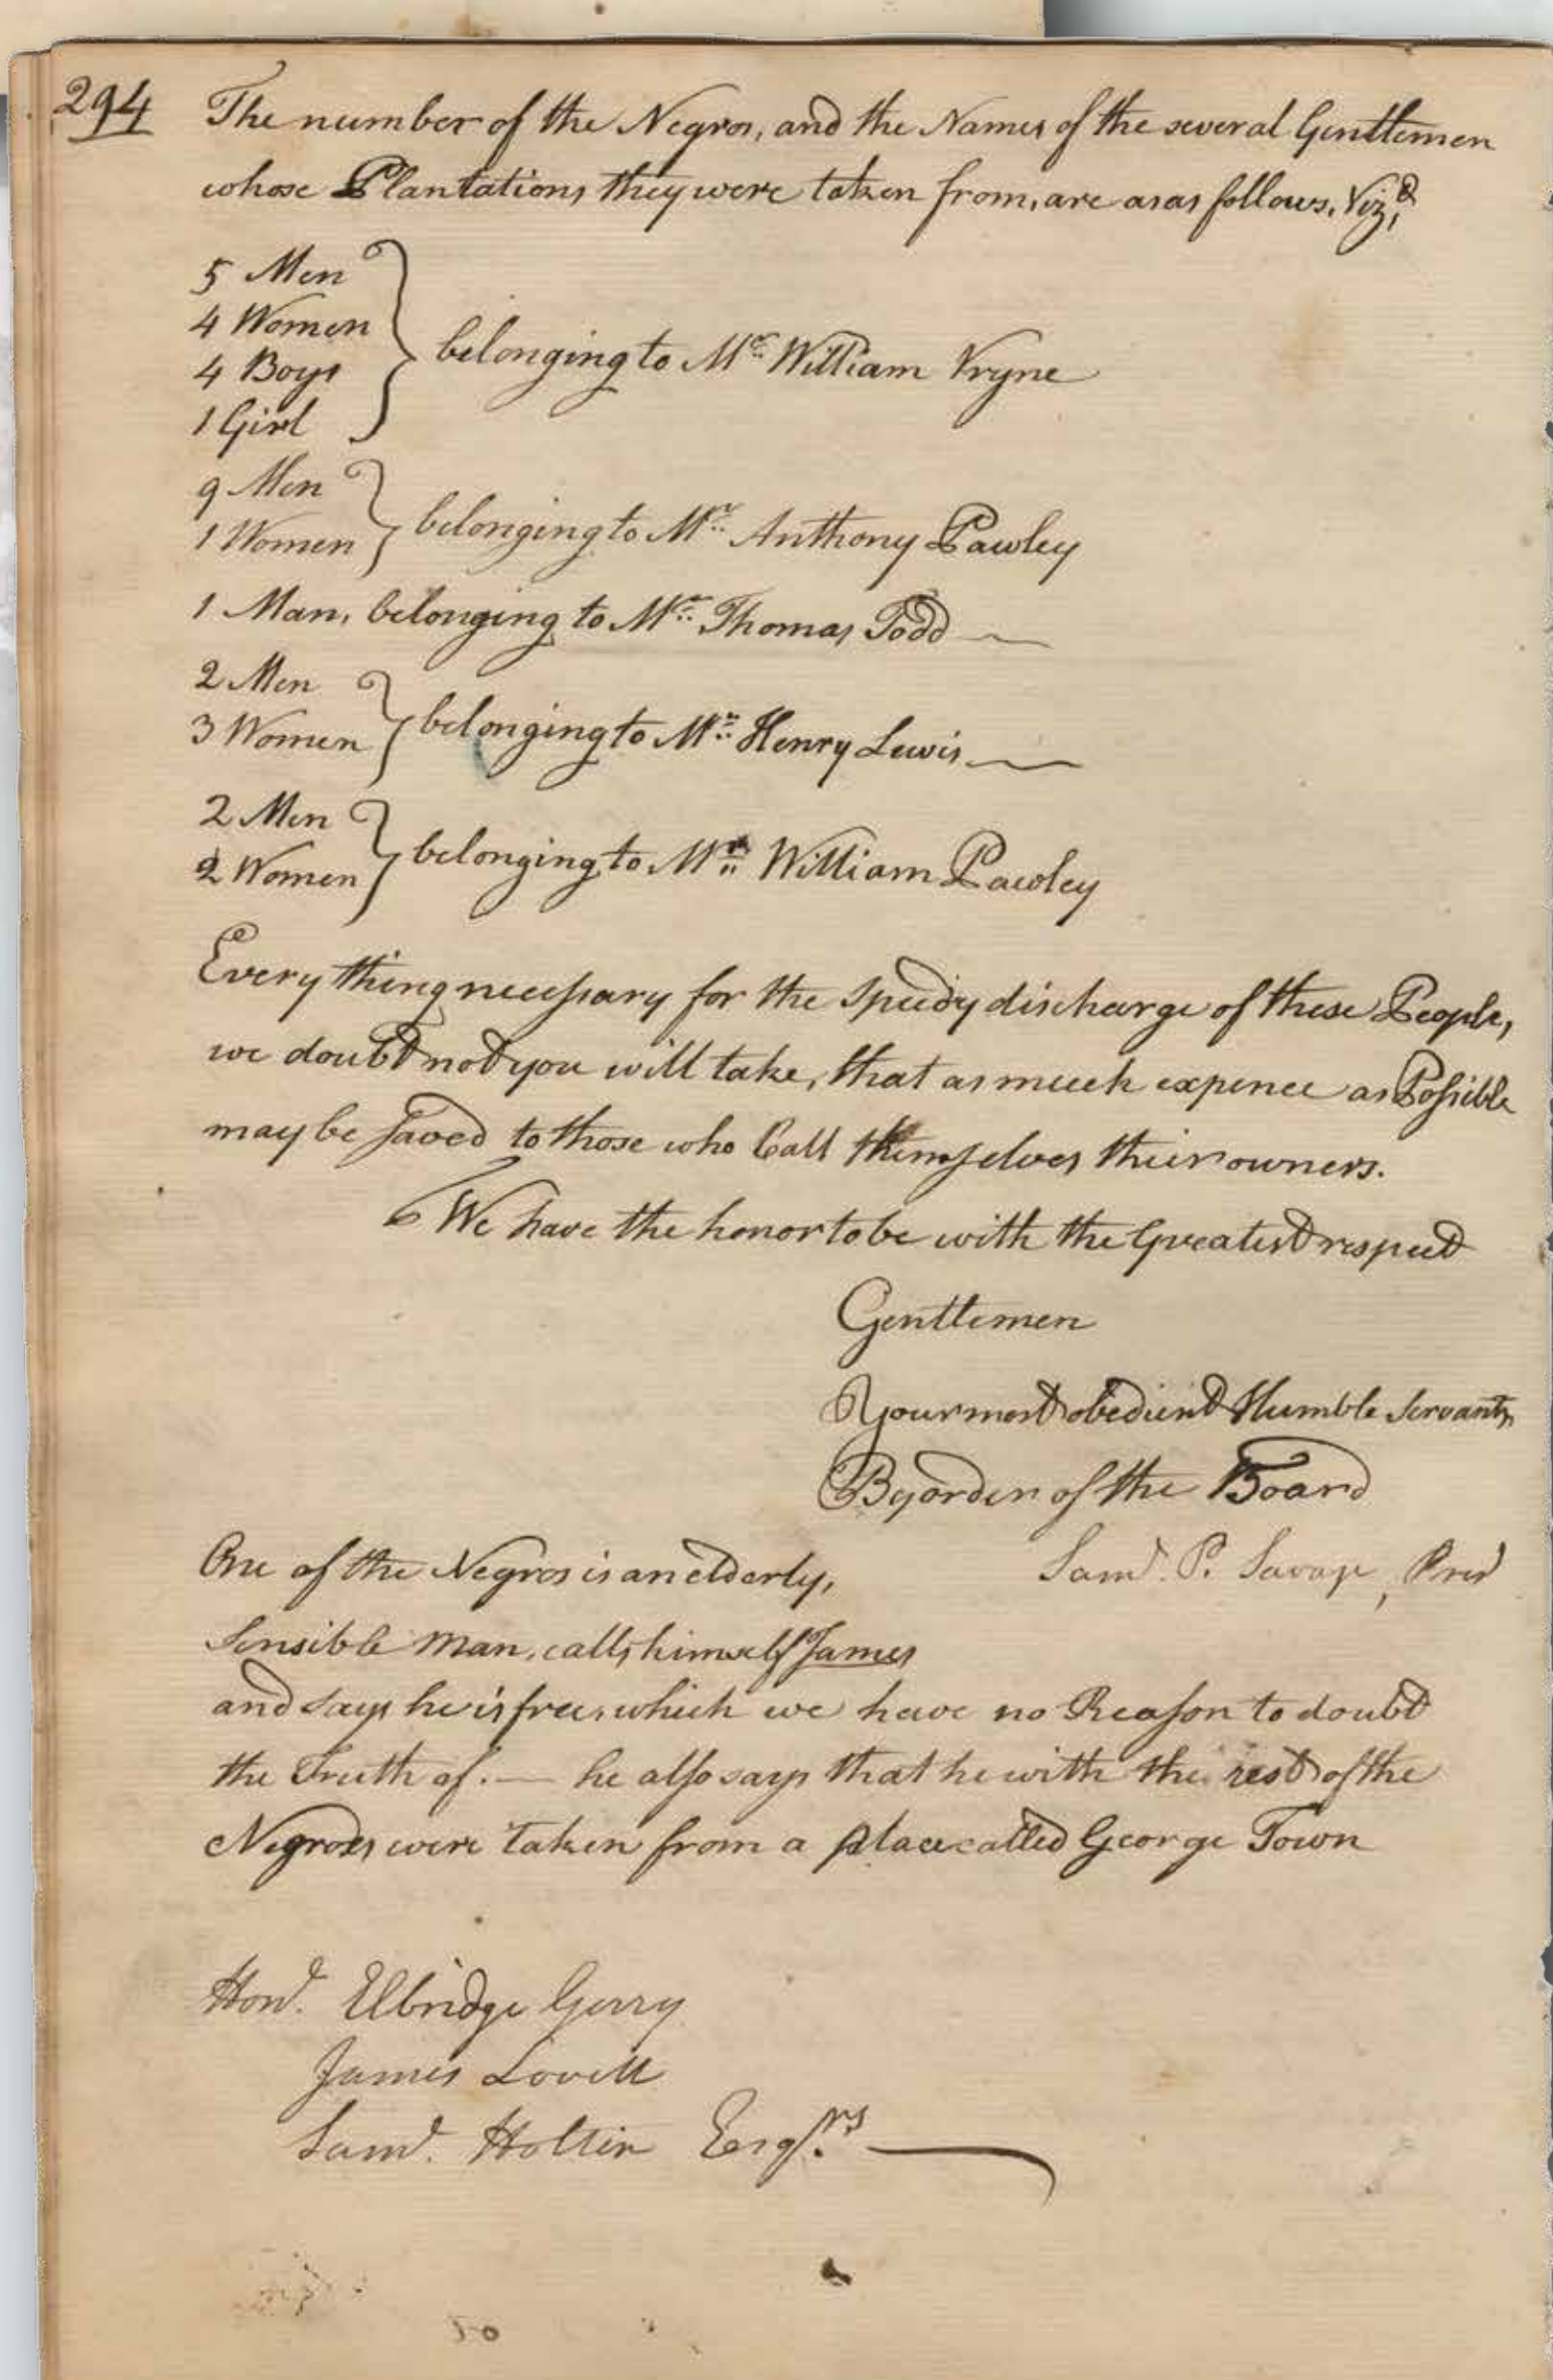 294
The number of the Negros, and the Names of the several Gentlemen
whose Plantations they were taken from, are as as follows, Viz.t
5 Men
4 Women
4 Boys
1 Girl
belonging to Mr. William Vryne
9 Men
1 Women
belonging to Mr. Anthony Pawley
1 Man, belonging to Mr. Thomas Todd
2 Men
3 Women
belonging to Mr. Henry Lewis
2 Men
2 Women
belonging to Mr. William Pawley
Every thing necessary for the speedy discharge of these People,
we doubt not you will take, that as much expence as Possible
may be saved to those who Call themselves their owners.
We have the honor to be with the Greatest respect
Gentlemen
Your most obedient Humble Servants,
By order of the Board
Saml. P. Savage, Prest
One of the Negros is an elderly,
Sensible Man, calls himself James
and says he is free, which we have no Reason to doubt
the Truth of. — he also says that he with the rest of the
Negroes were taken from a place called George Town
Honl. Elbridge Gerry
James Lovell
Saml. Holten Esqrs.